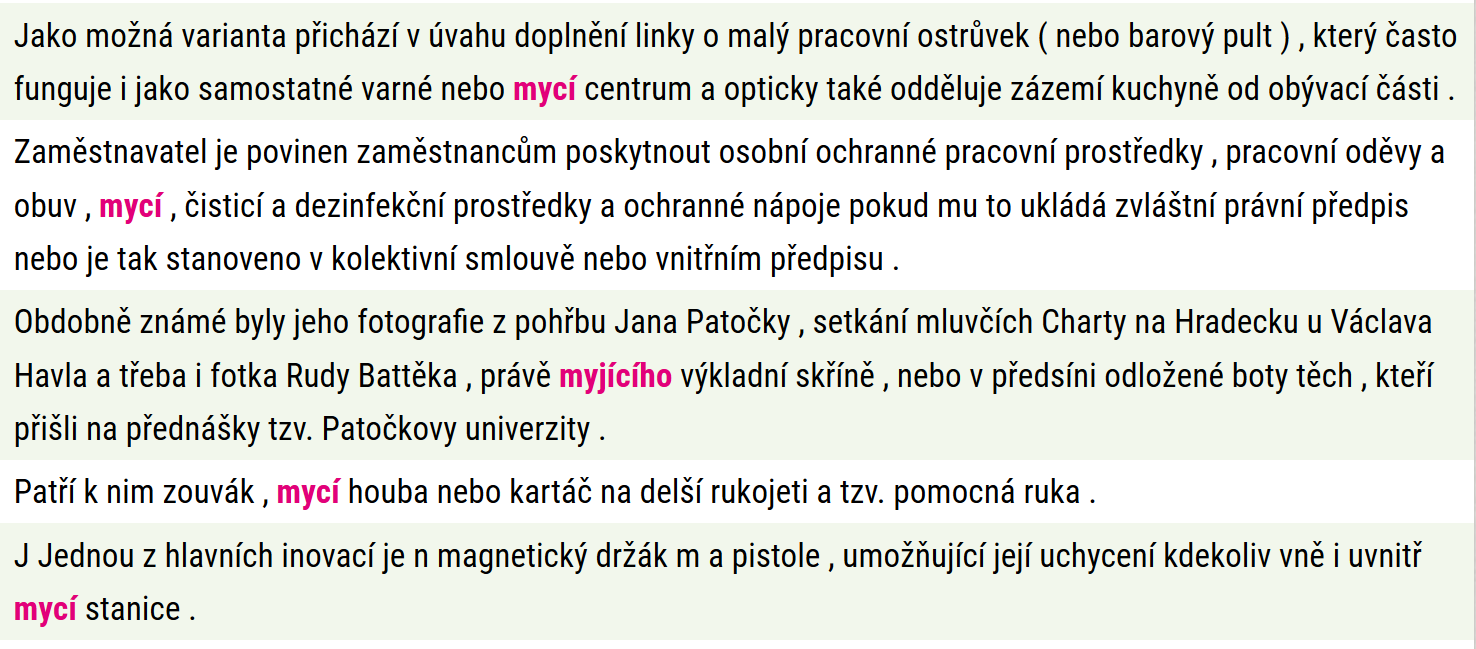 Jako možná varianta přichází v úvahu doplnění linky o malý pracovní ostrůvek ( nebo barový pult ) , který často
funguje i jako samostatné varné nebo mycí centrum a opticky také odděluje zázemí kuchyně od obývací části .
Zaměstnavatel je povinen zaměstnancům poskytnout osobní ochranné pracovní prostředky , pracovní oděvy a
obuv , mycí , čisticí a dezinfekční prostředky a ochranné nápoje pokud mu to ukládá zvláštní právní předpis
nebo je tak stanoveno v kolektivní smlouvě nebo vnitřním předpisu .
Obdobně známé byly jeho fotografie z pohřbu Jana Patočky , setkání mluvčích Charty na Hradecku u Václava
Havla a třeba i fotka Rudy Battěka , právě myjícího výkladní skříně , nebo v předsíni odložené boty těch , kteří
přišli na přednášky tzv. Patočkovy univerzity .
Patří k nim zouvák , mycí houba nebo kartáč na delší rukojeti a tzv. pomocná ruka .
J Jednou z hlavních inovací je n magnetický držák m a pistole , umožňující její uchycení kdekoliv vně i uvnitř
mycí stanice .